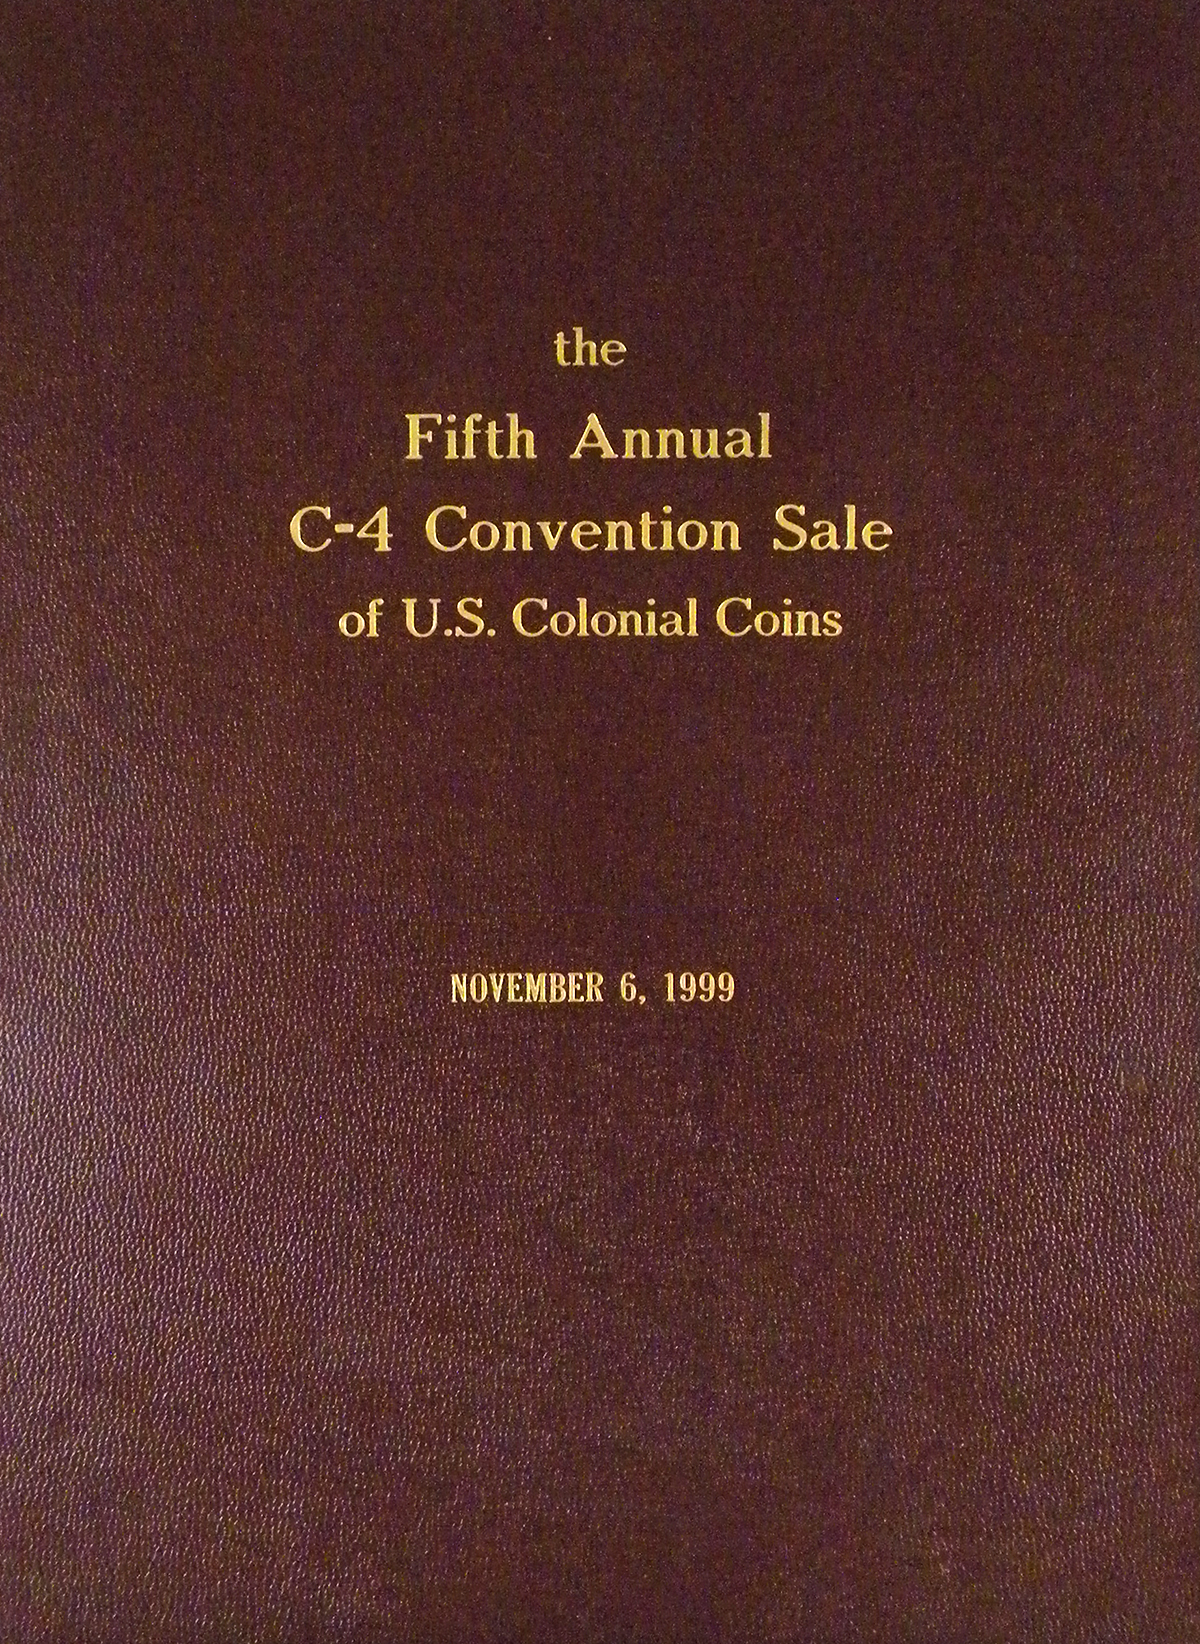 the
Fifth Annual
C-4 Convention Sale
of U.S. Colonial Coins
NOVEMBER 6, 1999